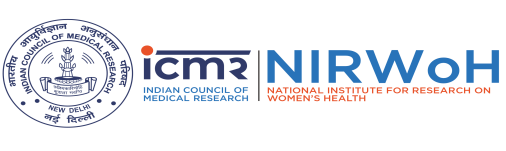 भारतीय आयुर्विज्ञान अनुसंधान परिषद
INDIAN COUNCIL OF MEDICAL RESEARCH
NEW DELHI
नई दिल्ली
icmr
INDIAN COUNCIL OF
MEDICAL RESEARCH
NIRWoH
NATIONAL INSTITUTE FOR RESEARCH ON
WOMEN'S HEALTH